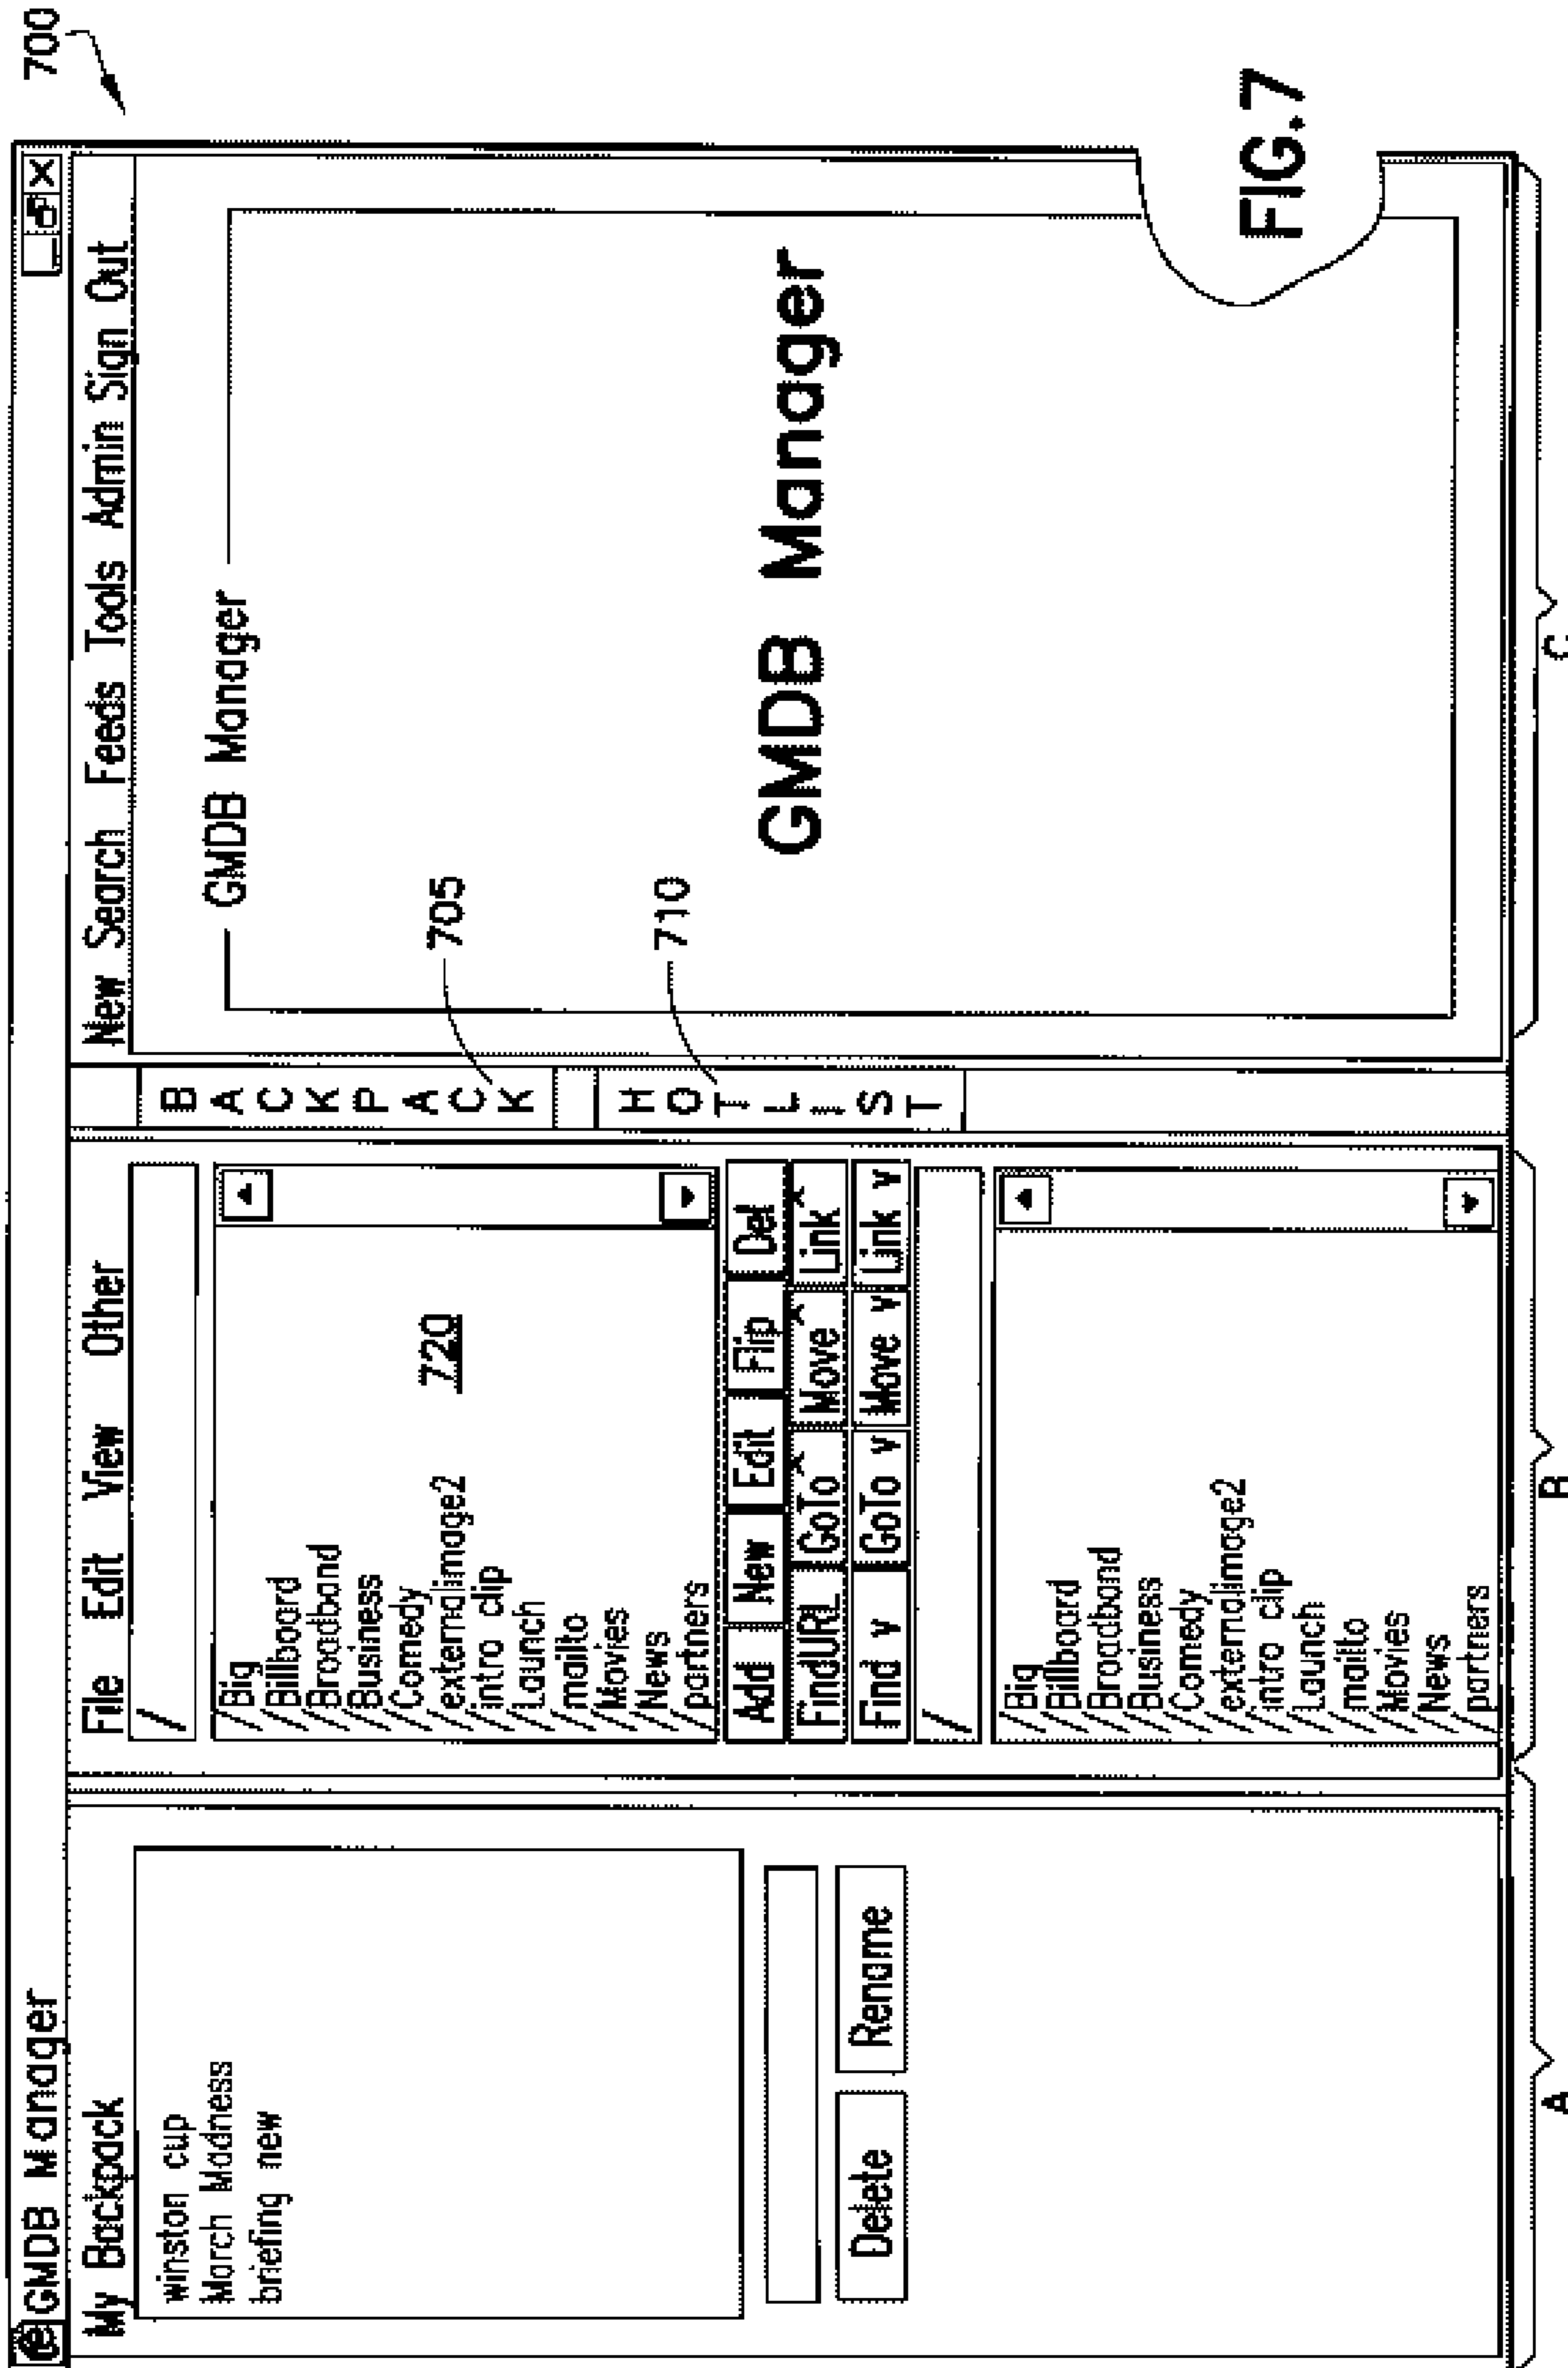 700
GMDB Manager
My Backpack
winston cup
March Madness
briefing new
Delete Rename
File Edit View Other
/
//Big
//Billboard
//Broadband
//Business
//Comedy
//externalimage2
//intro clip
//Launch
//mailto
//Movies
//News
//partners
720
Add New Edit Flip Del
FindURL GoTo ^ Move ^ Link ^
Find v GoTo v Move v Link v
/
//Big
//Billboard
//Broadband
//Business
//Comedy
//externalimage2
//intro clip
//Launch
//mailto
//Movies
//News
//partners
BACKPACK
HOTLIST
705
710
New Search Feeds Tools Admin Sign Out
GMDB Manager
GMDB Manager
A
B
C
FIG.7